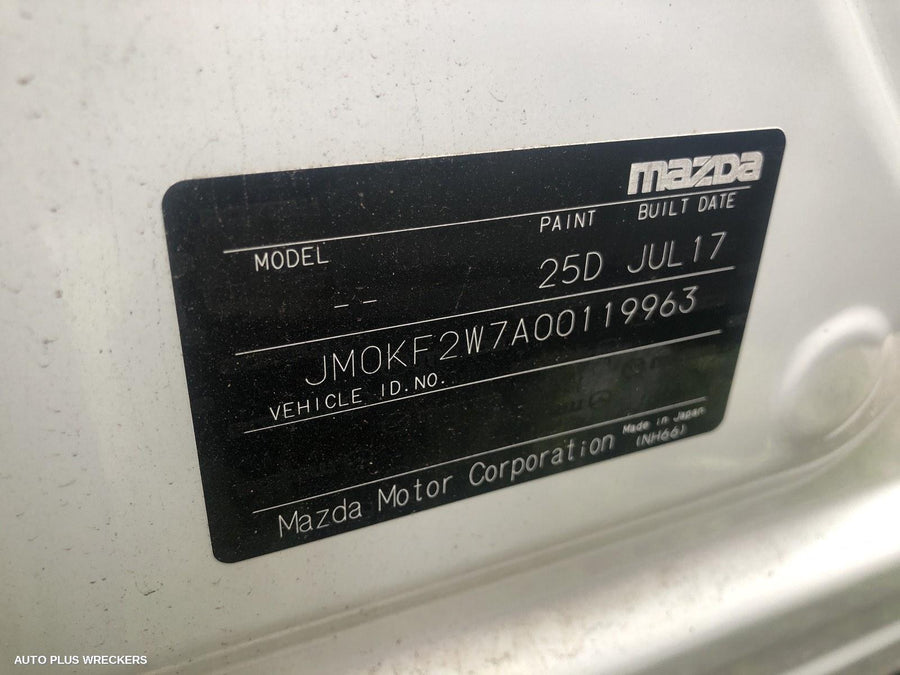 mazda
MODEL PAINT BUILT DATE
-- 25D JUL17
JM0KF2W7A00119963
VEHICLE ID.NO.
Mazda Motor Corporation Made in Japan
(NH66)
AUTO PLUS WRECKERS